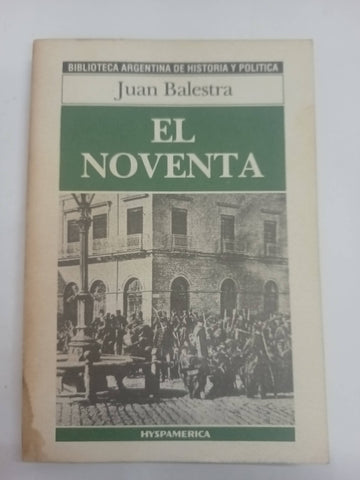 BIBLIOTECA ARGENTINA DE HISTORIA Y POLITICA
Juan Balestra
EL
NOVENTA
HYSPAMERICA